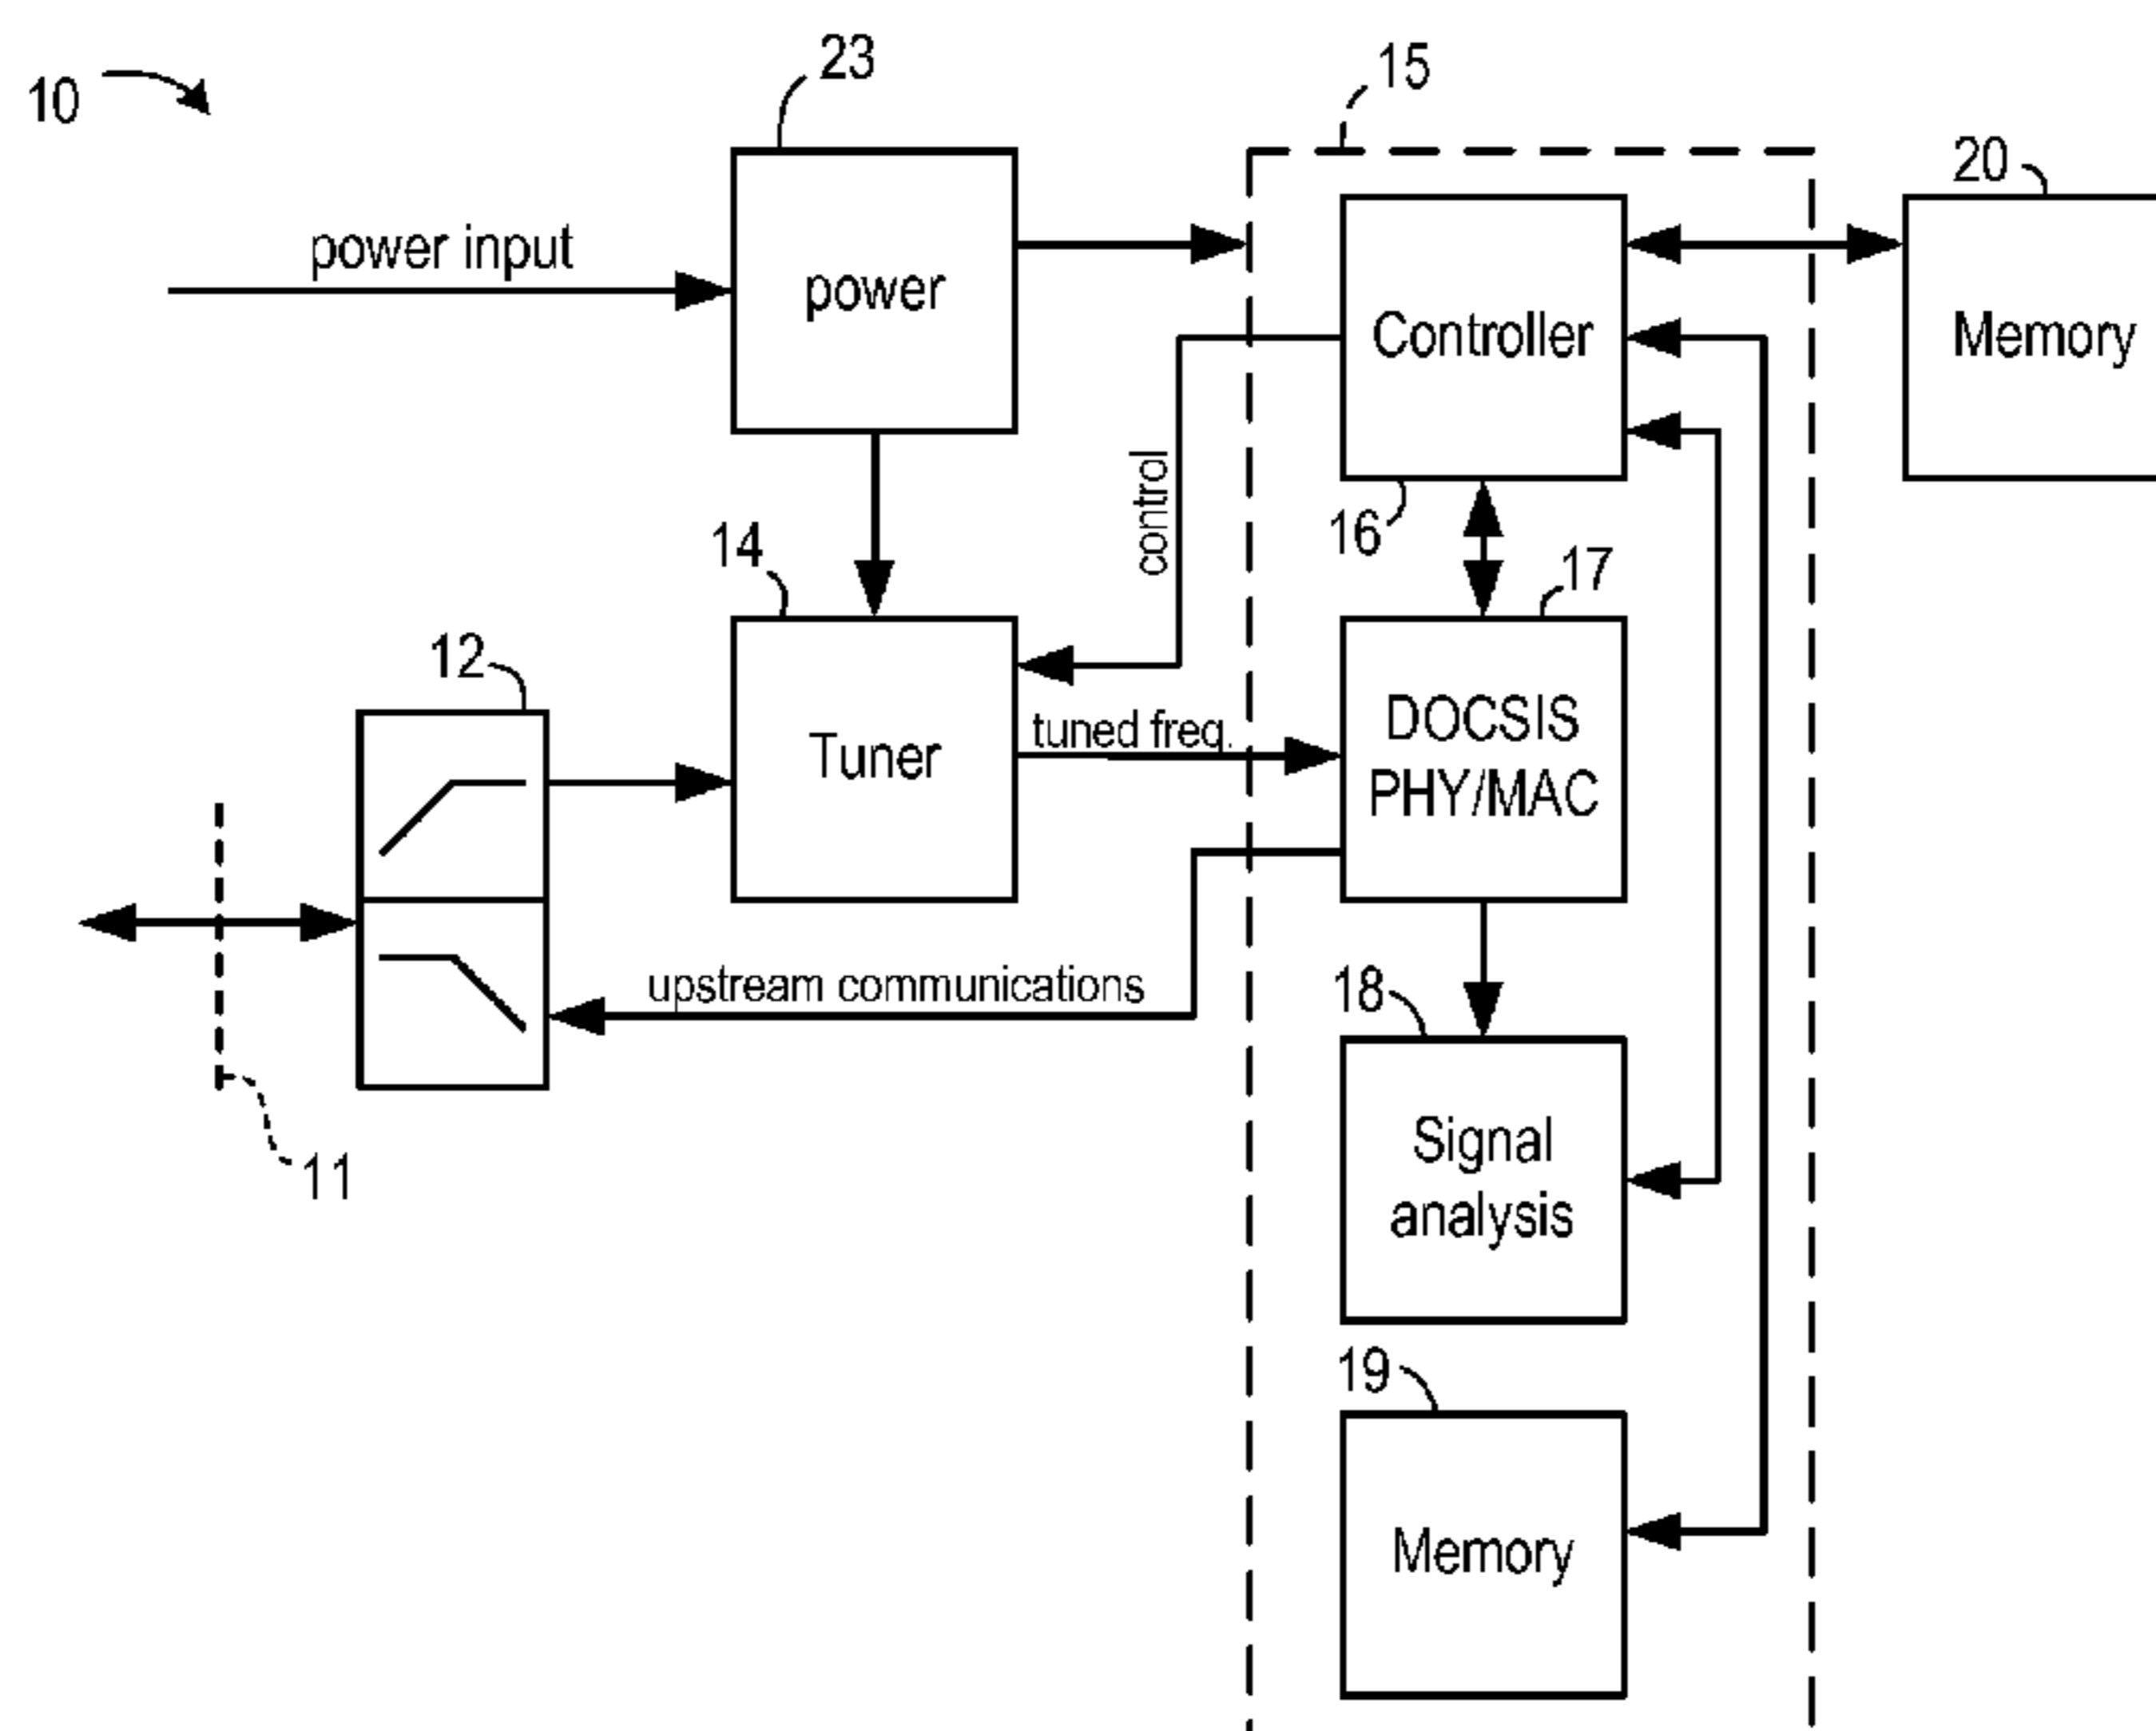 10
23
15
20
power input
power
Controller
Memory
control
16
14
17
12
Tuner
tuned freq.
DOCSIS
PHY/MAC
upstream communications
18
11
Signal
analysis
19
Memory